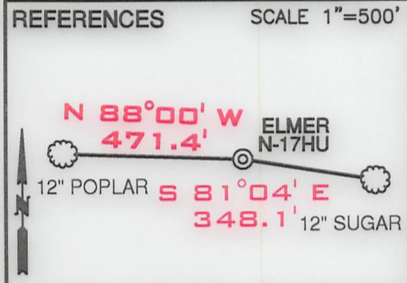 REFERENCES SCALE 1"=500'
N 88°00' W
471.4'
ELMER
N-17HU
12" POPLAR
S 81°04' E
348.1'
12" SUGAR
N